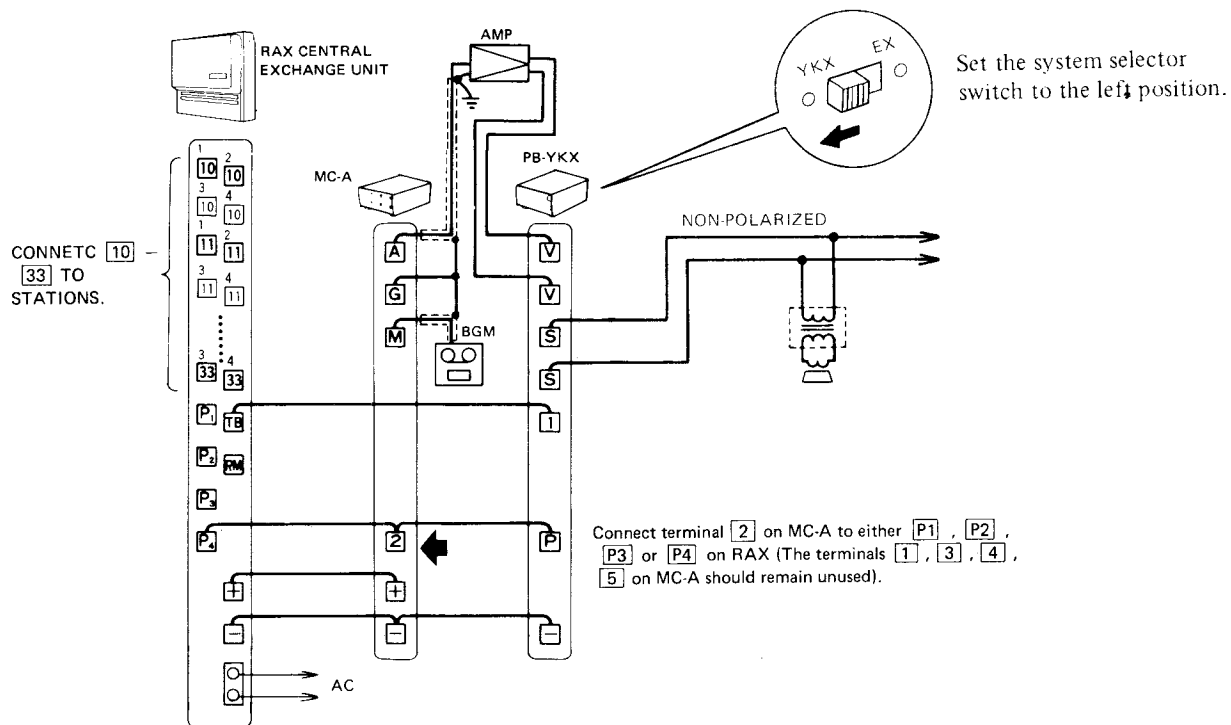 RAX CENTRAL
EXCHANGE UNIT
AMP
YKX
EX
Set the system selector
switch to the left position.
MC-A
PB-YKX
NON-POLARIZED
CONNETC 10 –
33 TO
STATIONS.
1 2
10 10
3 4
10 10
1 2
11 11
3 4
11 11
3 4
33 33
P1 TB
P2 RM
P3
P4
+
−
AC
A
G
M
BGM
2
+
−
V
V
S
S
1
P
−
Connect terminal 2 on MC-A to either P1 , P2 ,
P3 or P4 on RAX (The terminals 1 , 3 , 4 ,
5 on MC-A should remain unused).